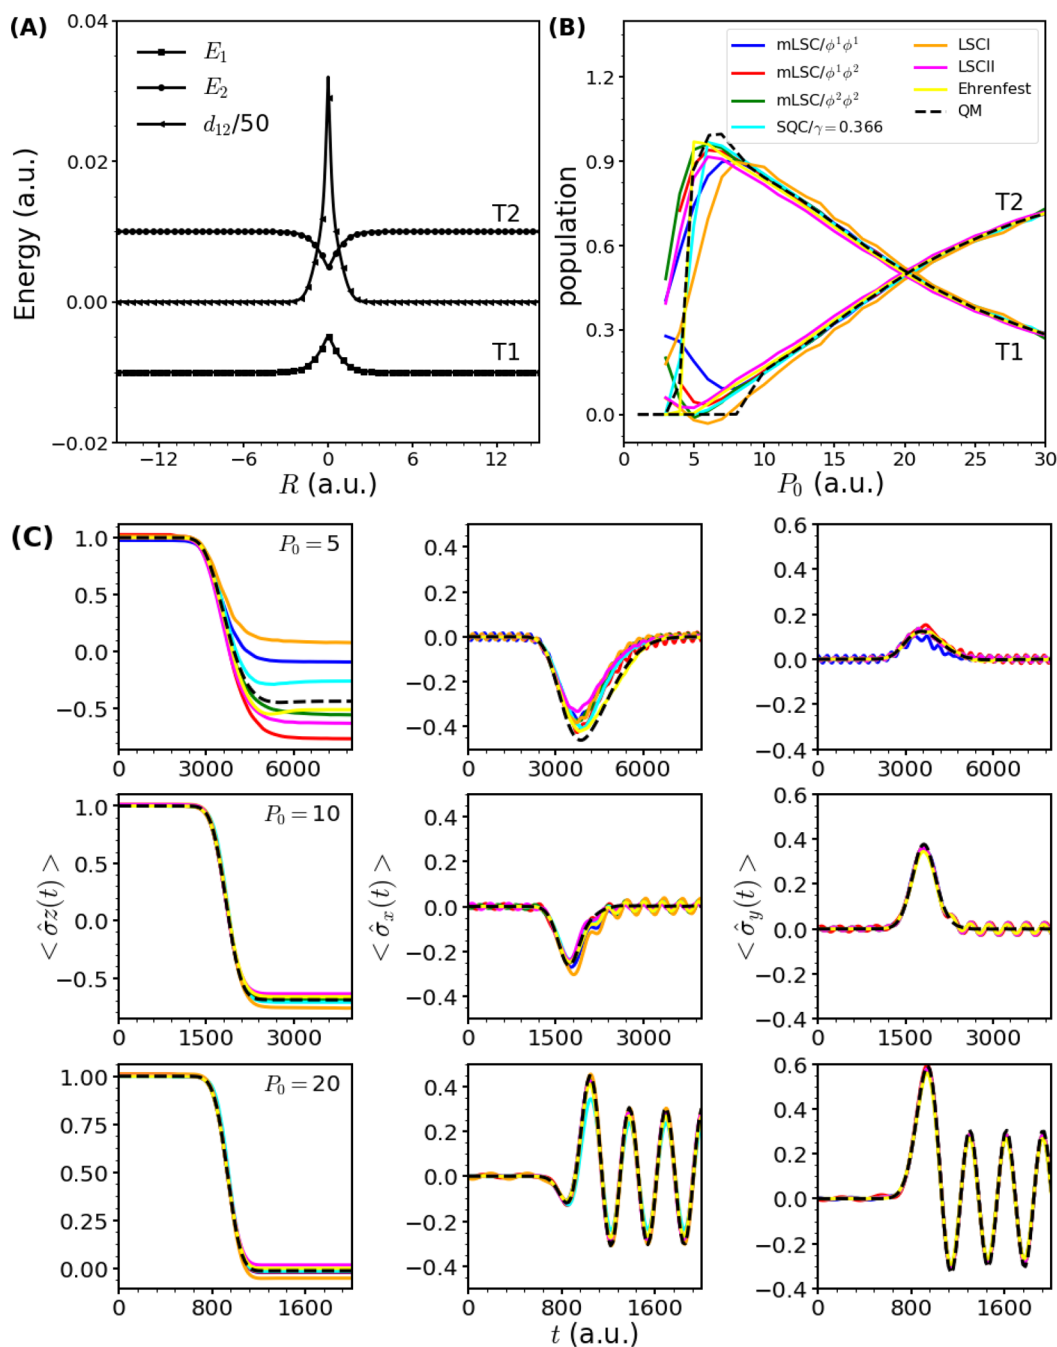 (A)
0.04
0.02
0.00
−0.02
Energy (a.u.)
E₁
E₂
d₁₂/50
T2
T1
−12 −6 0 6 12
R (a.u.)
(B)
1.2
0.9
0.6
0.3
0.0
population
mLSC/ϕ¹ϕ¹
mLSC/ϕ¹ϕ²
mLSC/ϕ²ϕ²
SQC/γ = 0.366
LSCI
LSCII
Ehrenfest
QM
T2
T1
0 5 10 15 20 25 30
P₀ (a.u.)
(C)
1.0
0.5
0.0
−0.5
P₀ = 5
0 3000 6000
0.4
0.2
0.0
−0.2
−0.4
0 3000 6000
0.6
0.4
0.2
0.0
−0.2
−0.4
0 3000 6000
< σ̂z(t) >
1.0
0.5
0.0
−0.5
P₀ = 10
0 1500 3000
< σ̂ₓ(t) >
0.4
0.2
0.0
−0.2
−0.4
0 1500 3000
< σ̂_y(t) >
0.6
0.4
0.2
0.0
−0.2
−0.4
0 1500 3000
1.00
0.75
0.50
0.25
0.00
P₀ = 20
0 800 1600
0.4
0.2
0.0
−0.2
−0.4
0 800 1600
t (a.u.)
0.6
0.4
0.2
0.0
−0.2
−0.4
0 800 1600